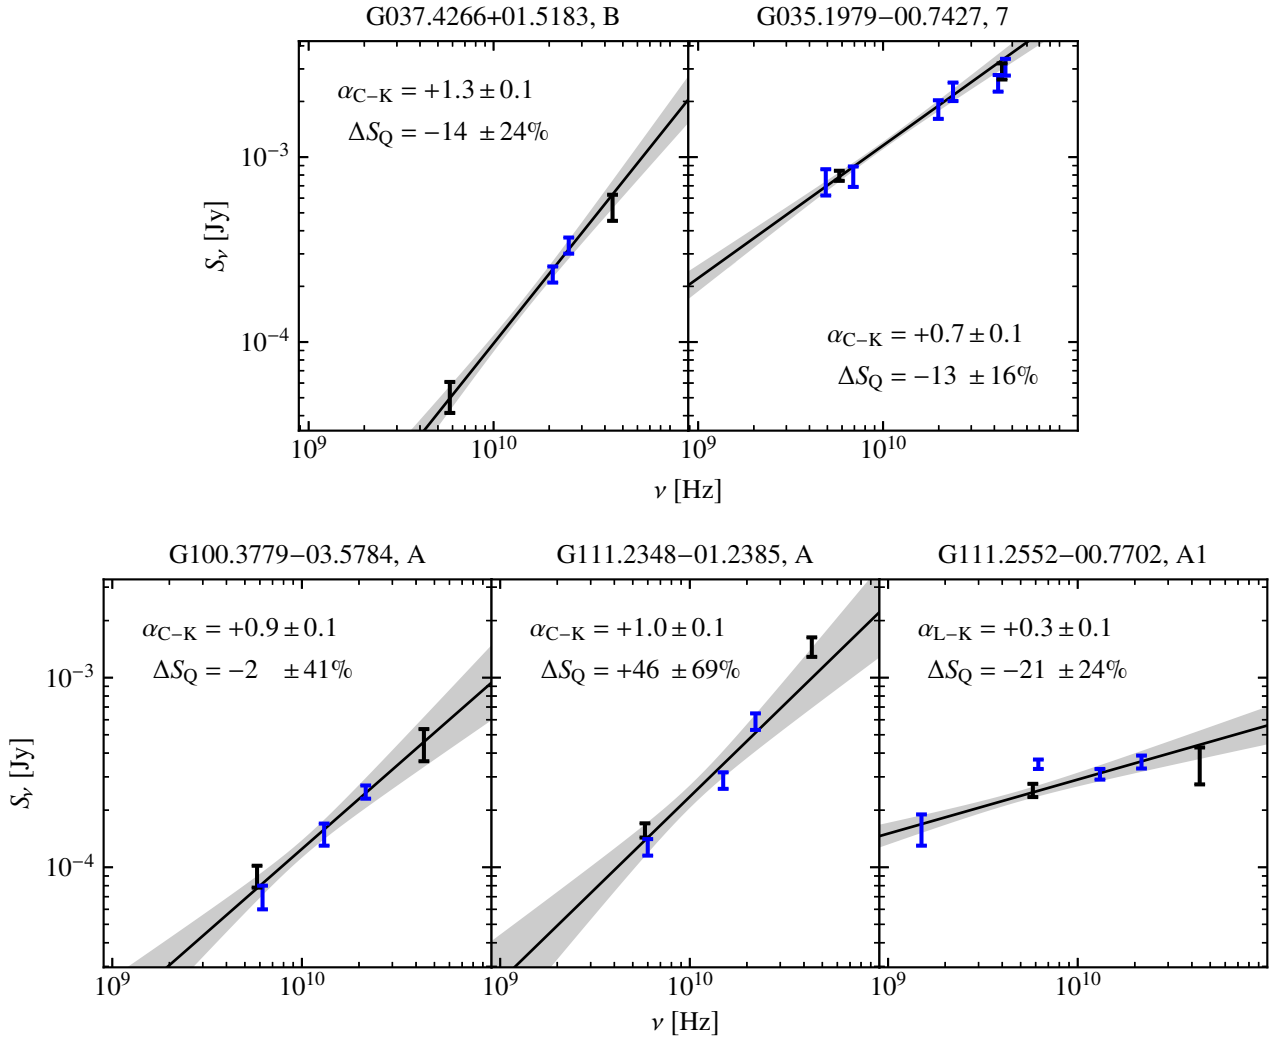 G037.4266+01.5183, B
G035.1979−00.7427, 7
α_C−K = +1.3 ± 0.1
ΔS_Q = −14 ± 24%
α_C−K = +0.7 ± 0.1
ΔS_Q = −13 ± 16%
S_ν [Jy]
10^−3
10^−4
10^9
10^10
10^9
10^10
ν [Hz]
G100.3779−03.5784, A
G111.2348−01.2385, A
G111.2552−00.7702, A1
α_C−K = +0.9 ± 0.1
ΔS_Q = −2 ± 41%
α_C−K = +1.0 ± 0.1
ΔS_Q = +46 ± 69%
α_L−K = +0.3 ± 0.1
ΔS_Q = −21 ± 24%
S_ν [Jy]
10^−3
10^−4
10^9
10^10
10^9
10^10
10^9
10^10
ν [Hz]